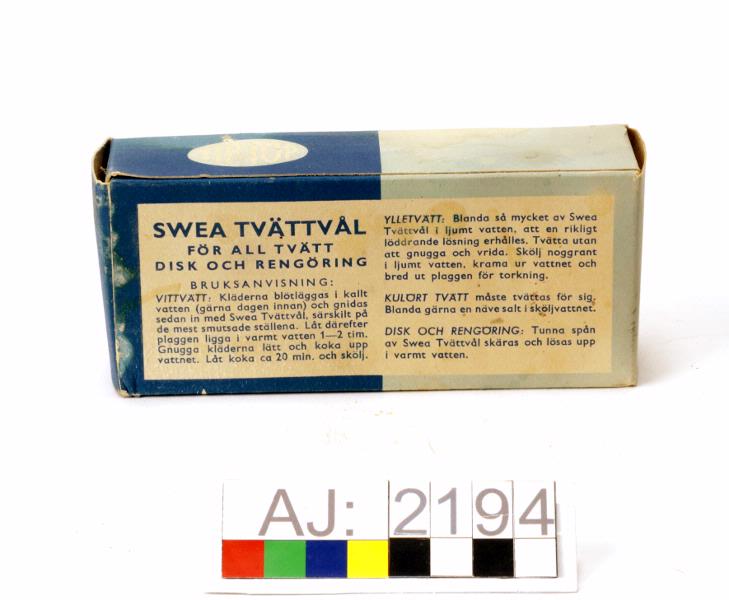 SWEA TVÄTTVÅL
FÖR ALL TVÄTT
DISK OCH RENGÖRING
BRUKSANVISNING:
VITTVÄTT: Kläderna blötläggas i kallt
vatten (gärna dagen innan) och gnidas
sedan in med Swea Tvättvål, särskilt på
de mest smutsade ställena. Låt därefter
plaggen ligga i varmt vatten 1—2 tim.
Gnugga kläderna lätt och koka upp
vattnet. Låt koka ca 20 min. och skölj.
YLLETVÄTT: Blanda så mycket av Swea
Tvättvål i ljumt vatten, att en rikligt
löddrande lösning erhålles. Tvätta utan
att gnugga och vrida. Skölj noggrant
i ljumt vatten, krama ur vattnet och
bred ut plaggen för torkning.
KULÖRT TVÄTT måste tvättas för sig.
Blanda gärna en näve salt i sköljvattnet.
DISK OCH RENGÖRING: Tunna spån
av Swea Tvättvål skäras och lösas upp
i varmt vatten.
AJ: 2194